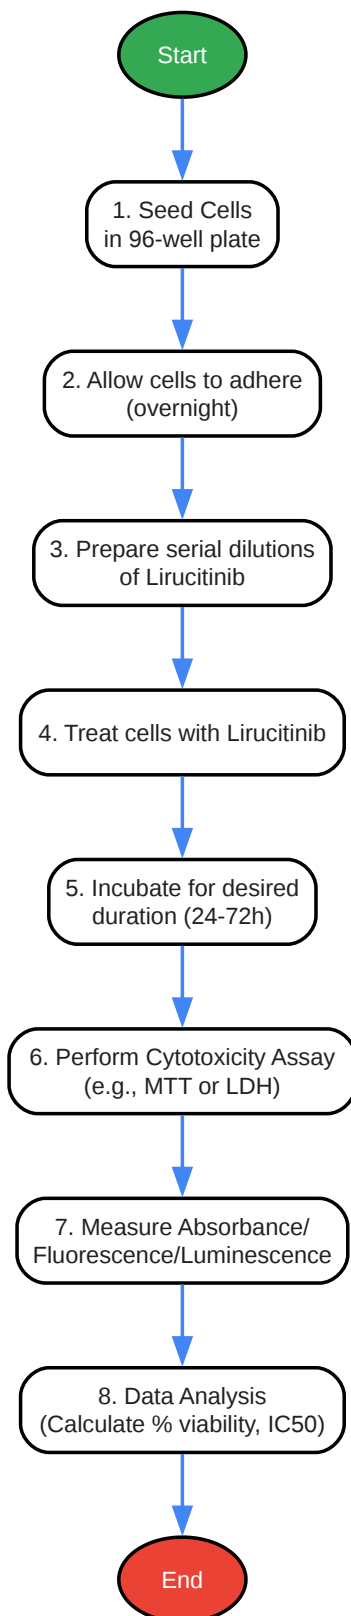 Start
1. Seed Cells
in 96-well plate
2. Allow cells to adhere
(overnight)
3. Prepare serial dilutions
of Lirucitinib
4. Treat cells with Lirucitinib
5. Incubate for desired
duration (24-72h)
6. Perform Cytotoxicity Assay
(e.g., MTT or LDH)
7. Measure Absorbance/
Fluorescence/Luminescence
8. Data Analysis
(Calculate % viability, IC50)
End